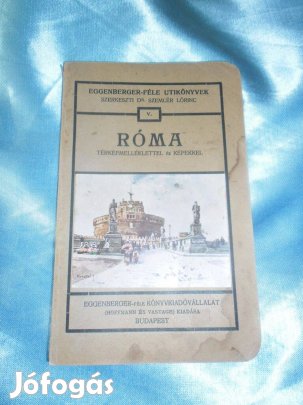 EGGENBERGER-FÉLE UTIKÖNYVEK
SZERKESZTI DR SZEMLÉR LŐRINC
V.
RÓMA
TÉRKÉPMELLÉKLETTEL és KÉPEKKEL
EGGENBERGER-FÉLE KÖNYVKIADÓVÁLLALAT
(HOFFMANN ÉS VASTAGH) KIADÁSA
BUDAPEST
Jófogás